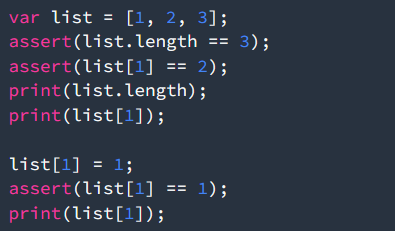 var list = [1, 2, 3];
assert(list.length == 3);
assert(list[1] == 2);
print(list.length);
print(list[1]);

list[1] = 1;
assert(list[1] == 1);
print(list[1]);